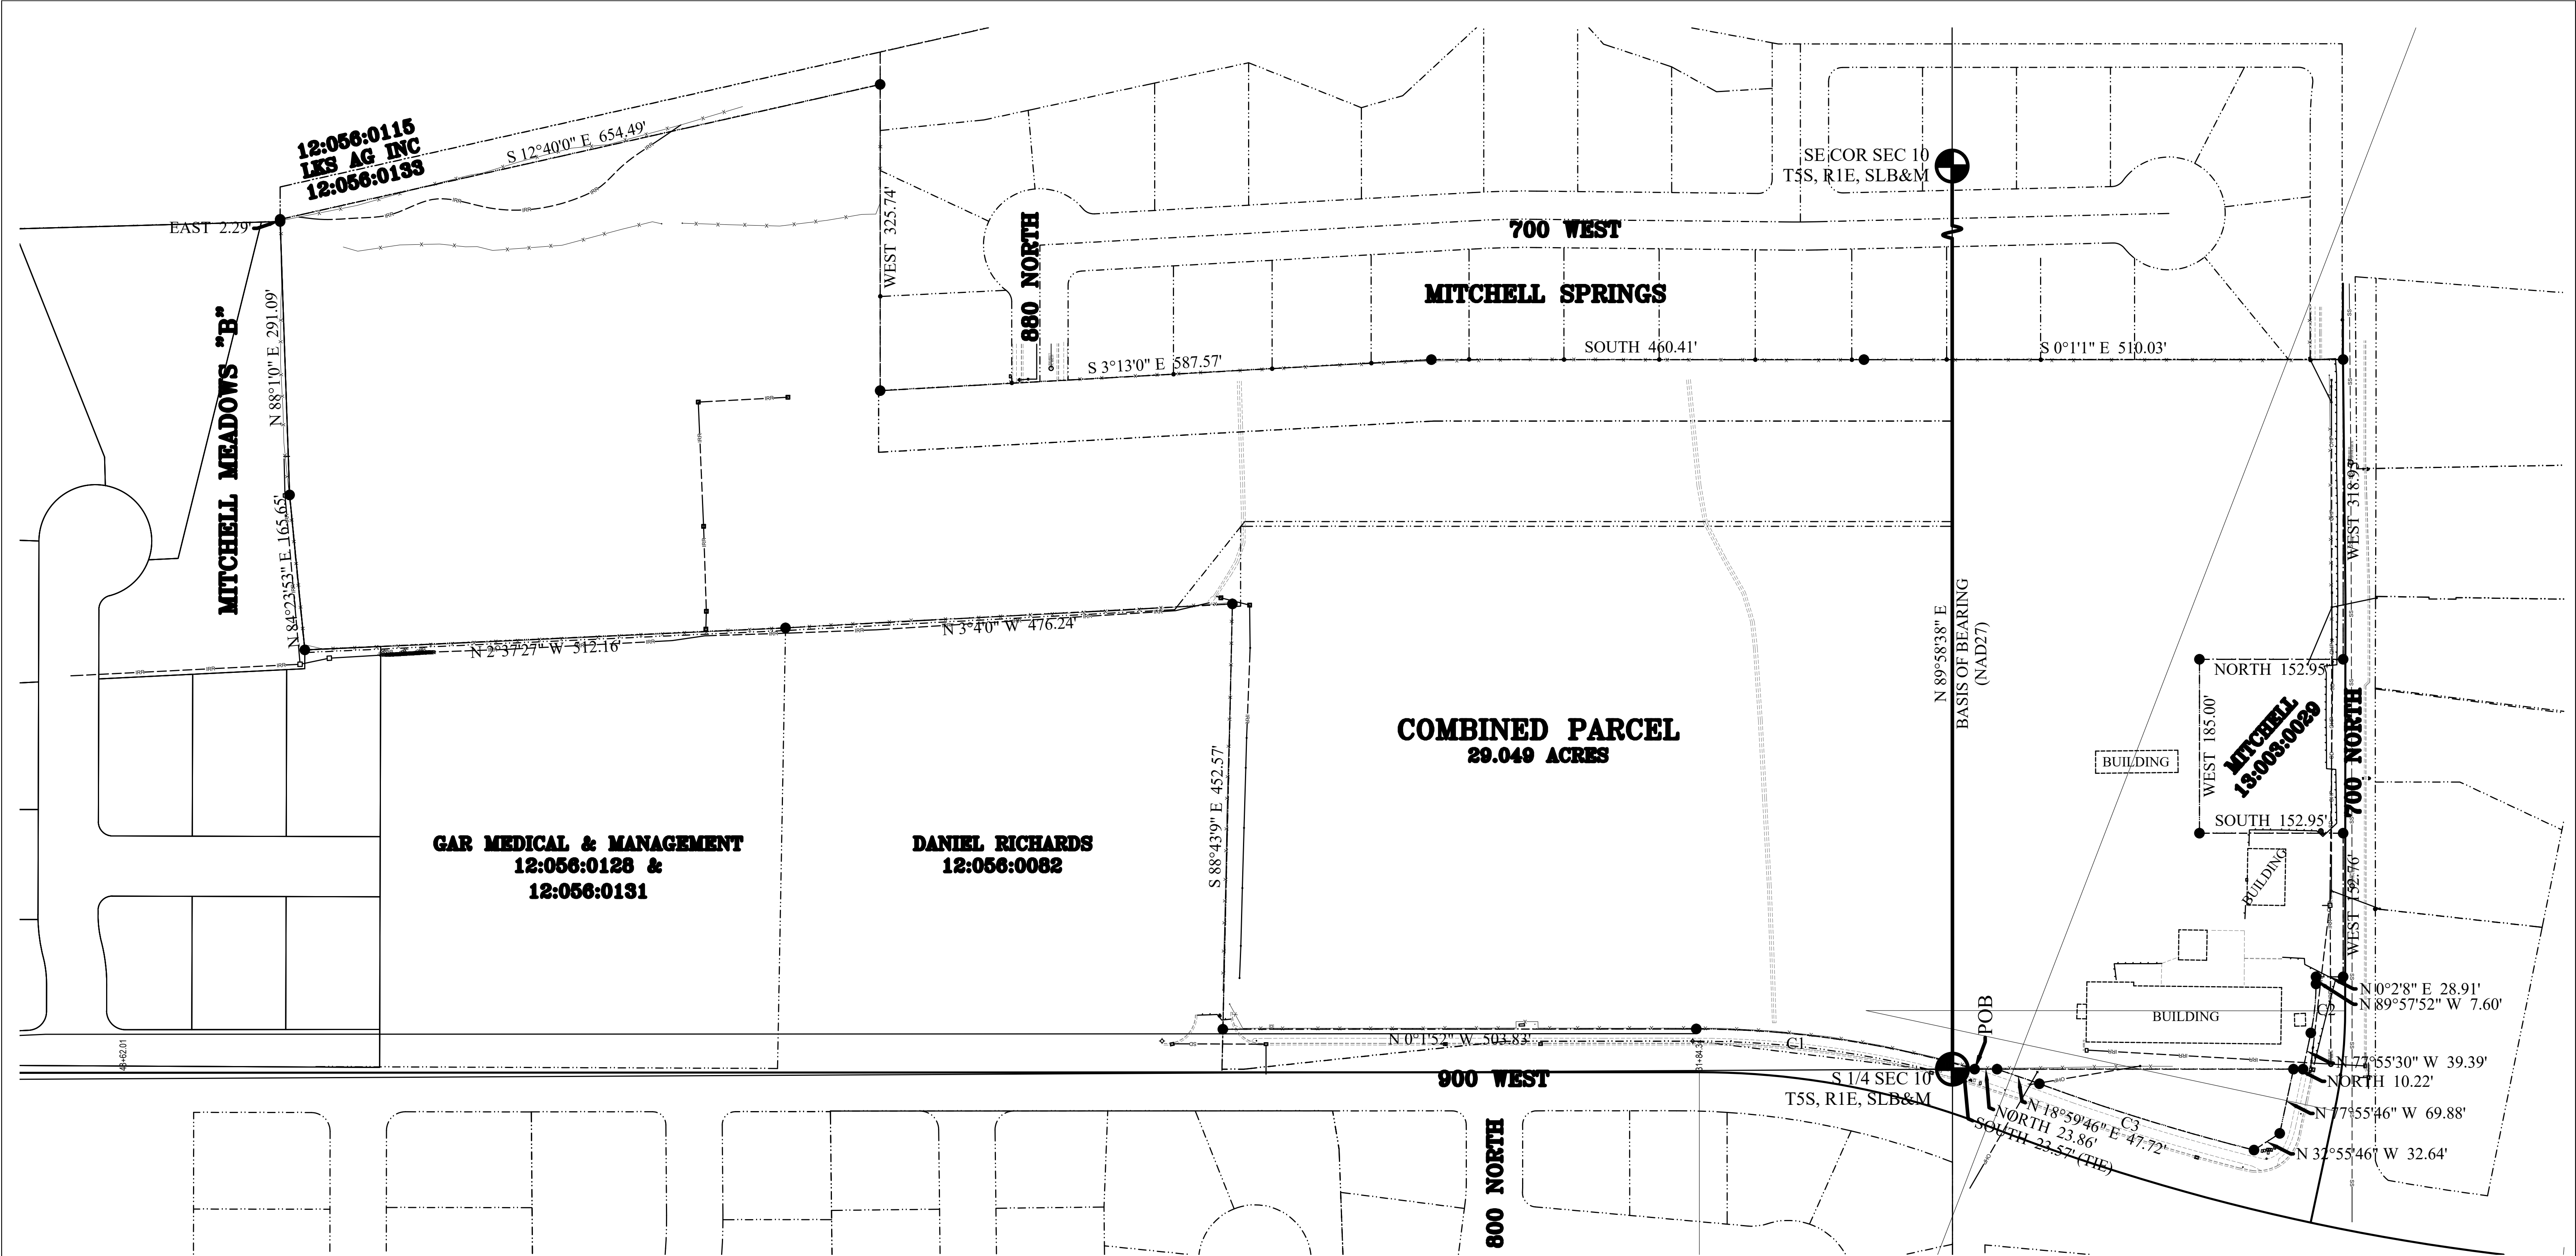 12:056:0115
LKS AG INC
12:056:0133
S 12°40'0" E 654.49'
EAST 2.29'
MITCHELL MEADOWS "B"
N 88°1'0" E 291.09'
N 84°23'53" E 165.65'
WEST 325.74'
880 NORTH
700 WEST
MITCHELL SPRINGS
SE COR SEC 10
T5S, R1E, SLB&M
S 3°13'0" E 587.57'
SOUTH 460.41'
S 0°1'1" E 510.03'
WEST 318.95'
N 2°37'27" W 512.16'
N 3°4'0" W 476.24'
S 88°43'9" E 452.57'
COMBINED PARCEL
29.049 ACRES
N 89°58'38" E
BASIS OF BEARING
(NAD27)
NORTH 152.95'
WEST 185.00'
MITCHELL
13:003:0029
700 NORTH
SOUTH 152.95'
BUILDING
BUILDING
BUILDING
WEST 152.76'
GAR MEDICAL & MANAGEMENT
12:056:0128 &
12:056:0131
DANIEL RICHARDS
12:056:0082
N 0°2'8" E 28.91'
N 89°57'52" W 7.60'
C2
N 77°55'30" W 39.39'
NORTH 10.22'
N 77°55'46" W 69.88'
N 32°55'46" W 32.64'
POB
C1
N 0°1'52" W 503.83'
900 WEST
S 1/4 SEC 10
T5S, R1E, SLB&M
N 18°59'46" E 47.72'
C3
NORTH 23.86'
SOUTH 23.57' (TIE)
800 NORTH
48+62.01